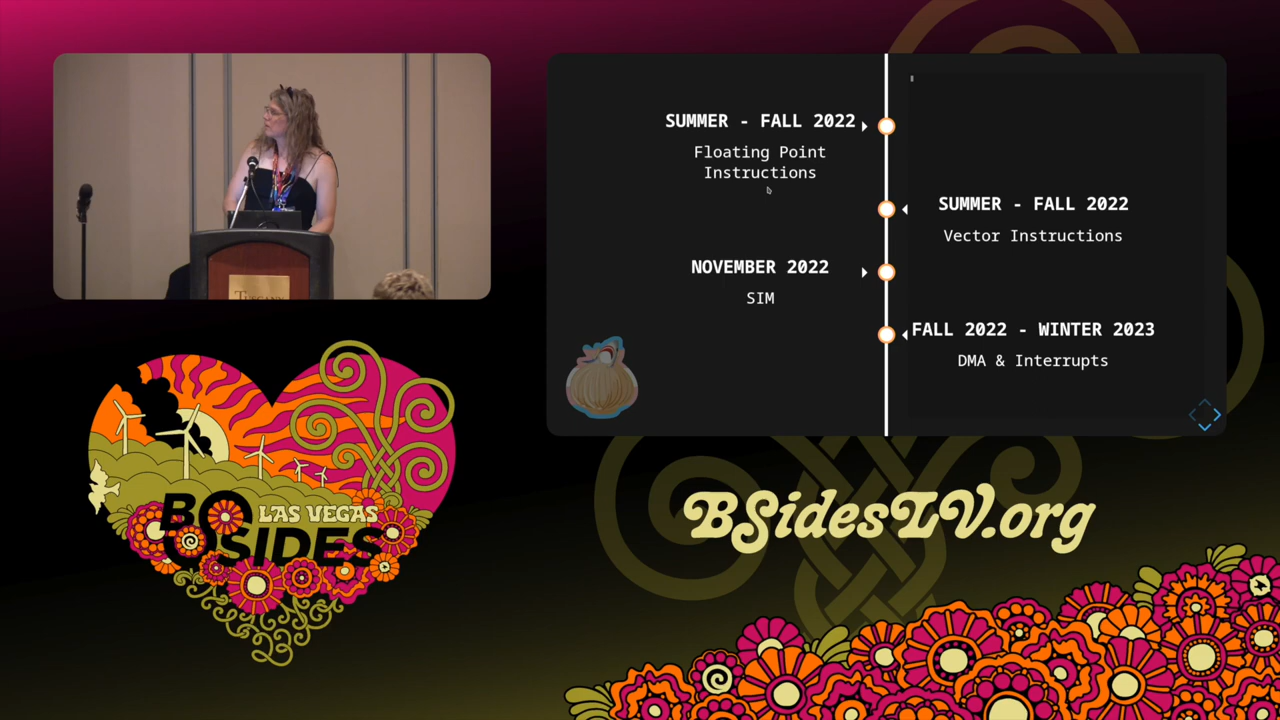 SUMMER - FALL 2022
Floating Point
Instructions
SUMMER - FALL 2022
Vector Instructions
NOVEMBER 2022
SIM
FALL 2022 - WINTER 2023
DMA & Interrupts
TUSCANY
LAS VEGAS
BSIDES
BSidesLV.org